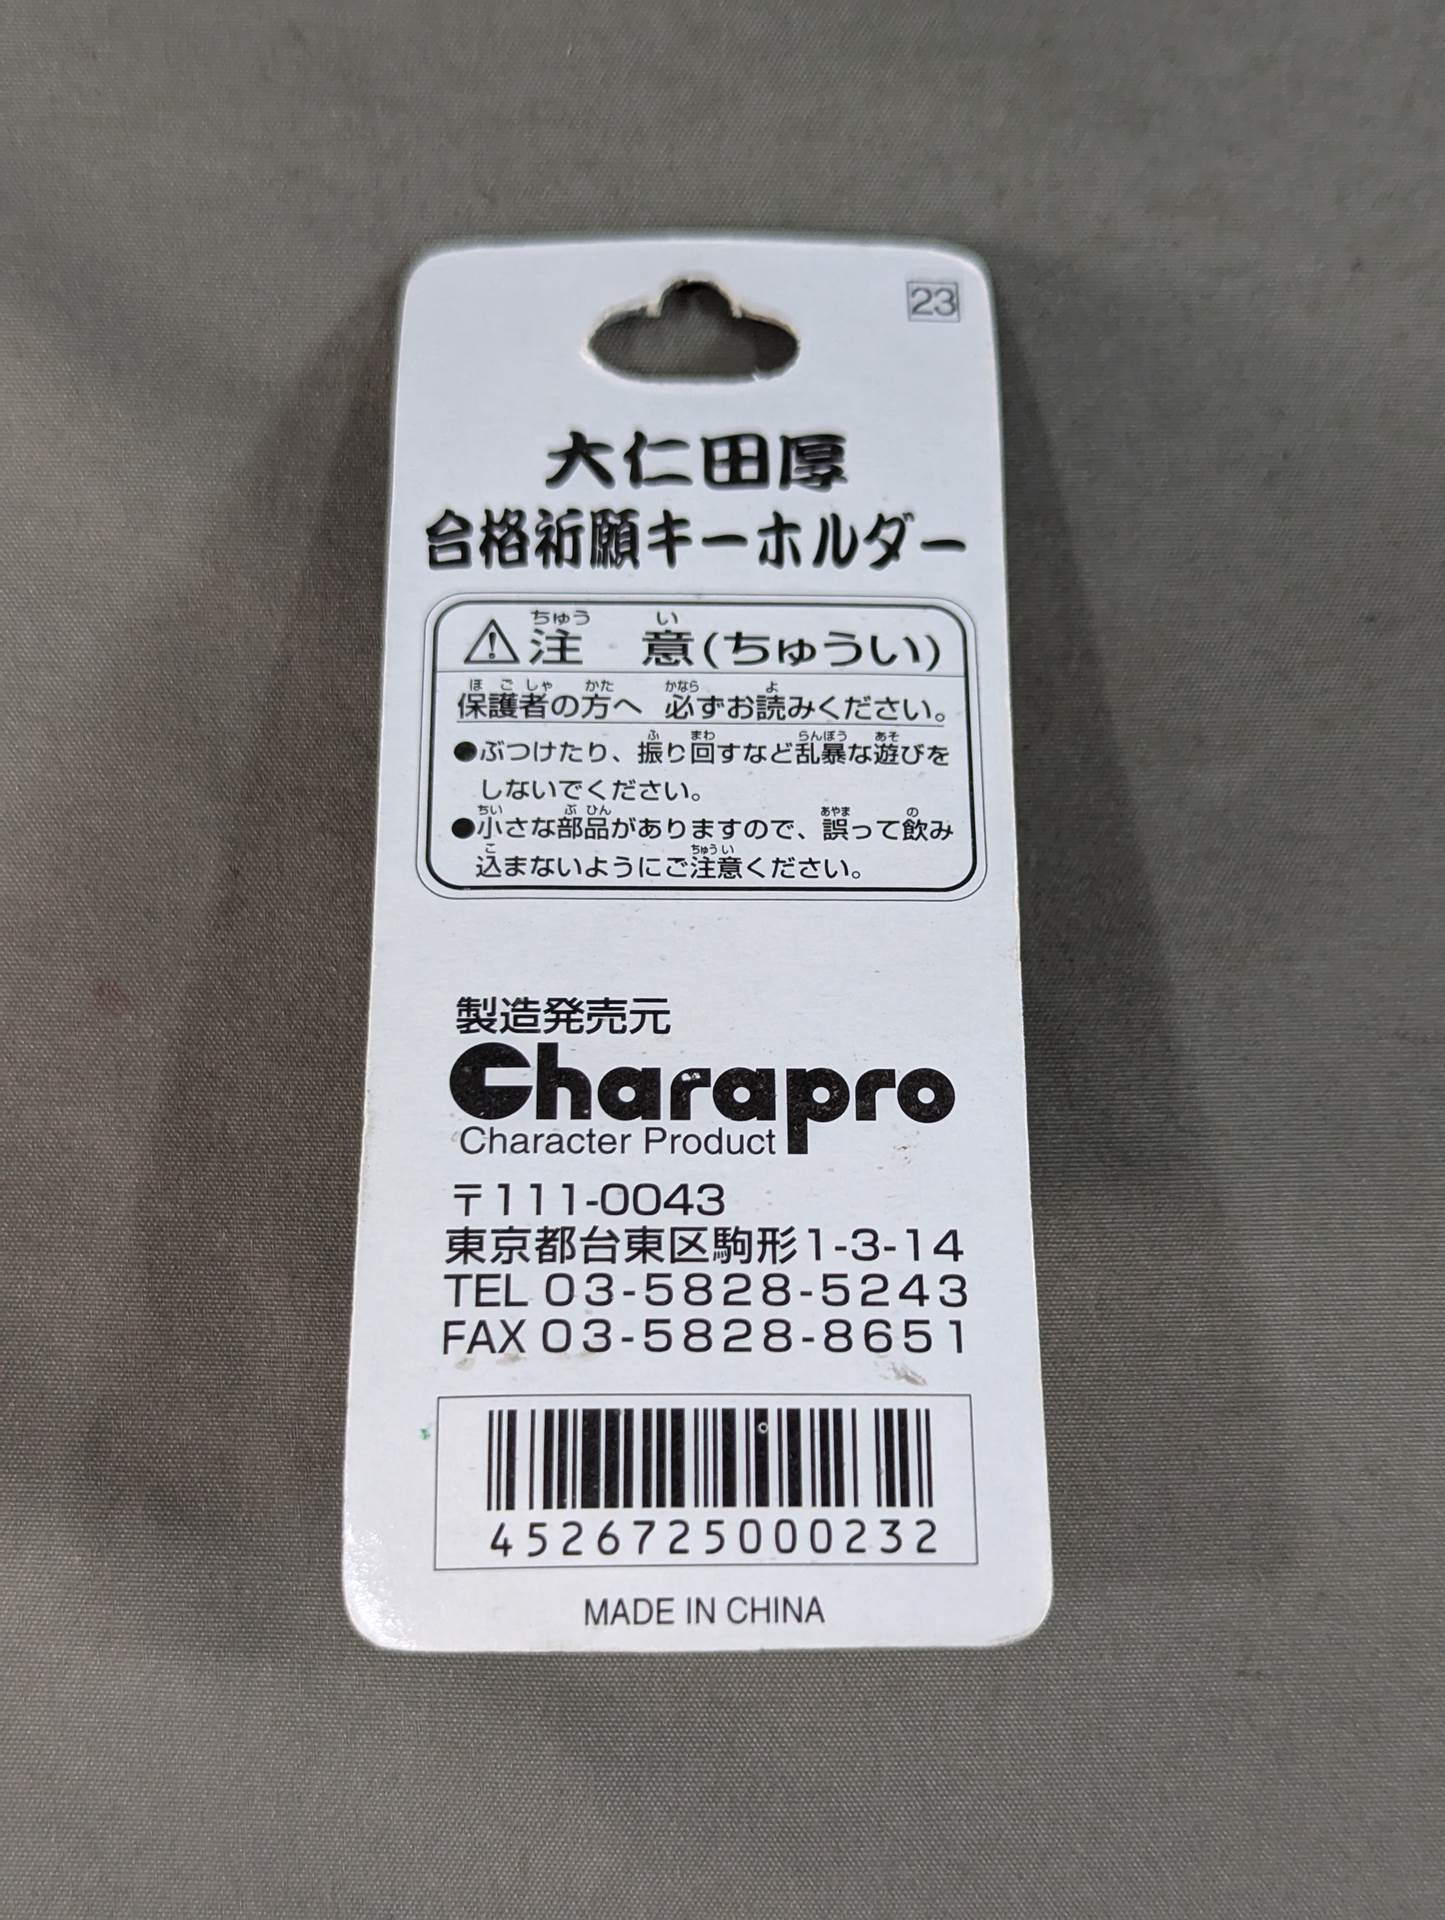 23
大仁田厚
合格祈願キーホルダー
ちゅう い
⚠注 意(ちゅうい)
ほごしゃ かた かなら よ
保護者の方へ 必ずお読みください。
ふ まわ らんぼう あそ
●ぶつけたり、振り回すなど乱暴な遊びを
しないでください。
ちい ぶひん あやま の
●小さな部品がありますので、誤って飲み
こ ちゅうい
込まないようにご注意ください。
製造発売元
Charapro
Character Product
〒111-0043
東京都台東区駒形1-3-14
TEL 03-5828-5243
FAX 03-5828-8651
4526725000232
MADE IN CHINA